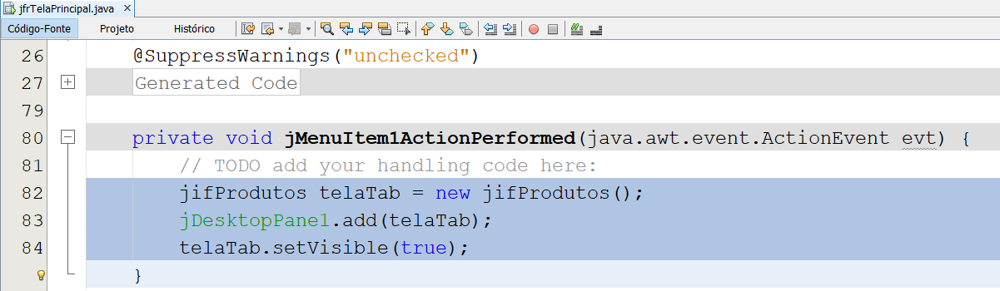 jfrTelaPrincipal.java
Código-Fonte Projeto Histórico
26 @SuppressWarnings("unchecked")
27 Generated Code
79
80 private void jMenuItem1ActionPerformed(java.awt.event.ActionEvent evt) {
81 // TODO add your handling code here:
82 jifProdutos telaTab = new jifProdutos();
83 jDesktopPane1.add(telaTab);
84 telaTab.setVisible(true);
}